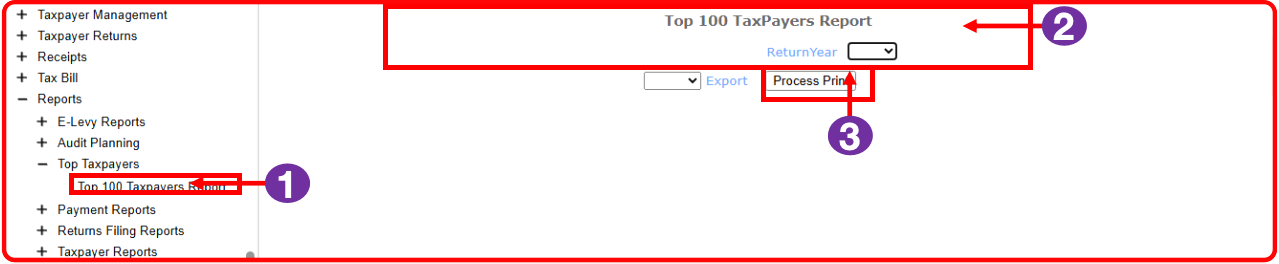 Taxpayer Management
Taxpayer Returns
Receipts
Tax Bill
Reports
E-Levy Reports
Audit Planning
Top Taxpayers
Top 100 Taxpayers Report
Payment Reports
Returns Filing Reports
Taxpayer Reports
1
Top 100 TaxPayers Report
2
ReturnYear
Export Process Print
3